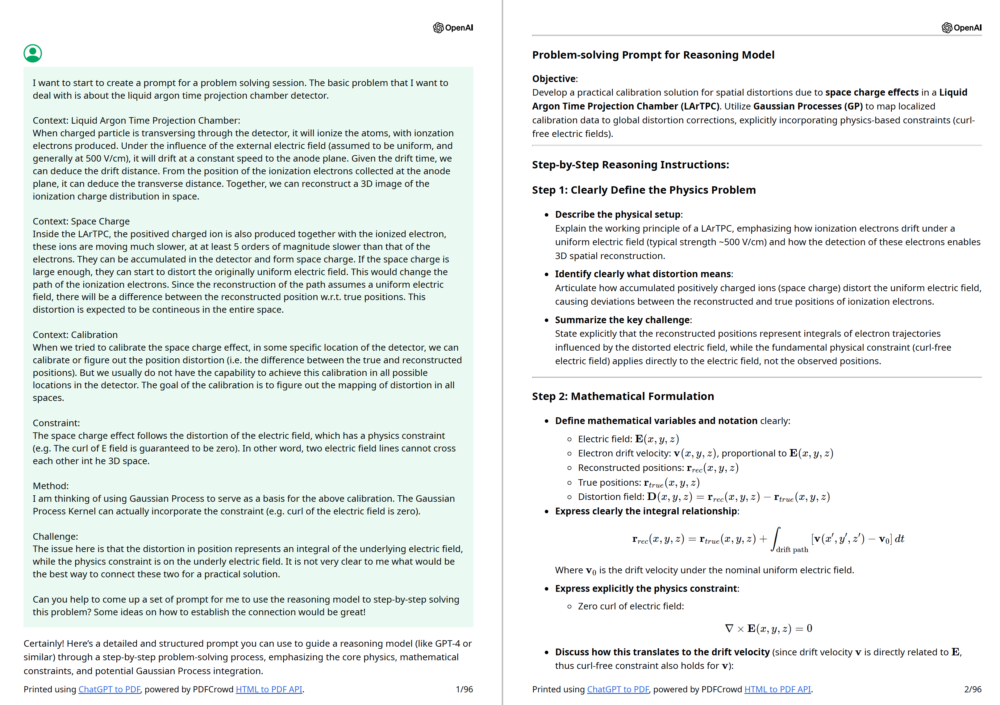 OpenAI
I want to start to create a prompt for a problem solving session. The basic problem that I want to
deal with is about the liquid argon time projection chamber detector.
Context: Liquid Argon Time Projection Chamber:
When charged particle is transversing through the detector, it will ionize the atoms, with ionzation
electrons produced. Under the influence of the external electric field (assumed to be uniform, and
generally at 500 V/cm), it will drift at a constant speed to the anode plane. Given the drift time, we
can deduce the drift distance. From the position of the ionization electrons collected at the anode
plane, it can deduce the transverse distance. Together, we can reconstruct a 3D image of the
ionization charge distribution in space.
Context: Space Charge
Inside the LArTPC, the positived charged ion is also produced together with the ionized electron,
these ions are moving much slower, at at least 5 orders of magnitude slower than that of the
electrons. They can be accumulated in the detector and form space charge. If the space charge is
large enough, they can start to distort the originally uniform electric field. This would change the
path of the ionization electrons. Since the reconstruction of the path assumes a uniform electric
field, there will be a difference between the reconstructed position w.r.t. true positions. This
distortion is expected to be contineous in the entire space.
Context: Calibration
When we tried to calibrate the space charge effect, in some specific location of the detector, we can
calibrate or figure out the position distortion (i.e. the difference between the true and reconstructed
positions). But we usually do not have the capability to achieve this calibration in all possible
locations in the detector. The goal of the calibration is to figure out the mapping of distortion in all
spaces.
Constraint:
The space charge effect follows the distortion of the electric field, which has a physics constraint
(e.g. The curl of E field is guaranteed to be zero). In other word, two electric field lines cannot cross
each other int he 3D space.
Method:
I am thinking of using Gaussian Process to serve as a basis for the above calibration. The Gaussian
Process Kernel can actually incorporate the constraint (e.g. curl of the electric field is zero).
Challenge:
The issue here is that the distortion in position represents an integral of the underlying electric field,
while the physics constraint is on the underly electric field. It is not very clear to me what would be
the best way to connect these two for a practical solution.
Can you help to come up a set of prompt for me to use the reasoning model to step-by-step solving
this problem? Some ideas on how to establish the connection would be great!
Certainly! Here's a detailed and structured prompt you can use to guide a reasoning model (like GPT-4 or
similar) through a step-by-step problem-solving process, emphasizing the core physics, mathematical
constraints, and potential Gaussian Process integration.
Printed using ChatGPT to PDF, powered by PDFCrowd HTML to PDF API. 1/96
OpenAI
Problem-solving Prompt for Reasoning Model
Objective:
Develop a practical calibration solution for spatial distortions due to space charge effects in a Liquid
Argon Time Projection Chamber (LArTPC). Utilize Gaussian Processes (GP) to map localized
calibration data to global distortion corrections, explicitly incorporating physics-based constraints (curl-
free electric fields).
Step-by-Step Reasoning Instructions:
Step 1: Clearly Define the Physics Problem
• Describe the physical setup:
Explain the working principle of a LArTPC, emphasizing how ionization electrons drift under a
uniform electric field (typical strength ~500 V/cm) and how the detection of these electrons enables
3D spatial reconstruction.
• Identify clearly what distortion means:
Articulate how accumulated positively charged ions (space charge) distort the uniform electric field,
causing deviations between the reconstructed and true positions of ionization electrons.
• Summarize the key challenge:
State explicitly that the reconstructed positions represent integrals of electron trajectories
influenced by the distorted electric field, while the fundamental physical constraint (curl-free
electric field) applies directly to the electric field, not the observed positions.
Step 2: Mathematical Formulation
• Define mathematical variables and notation clearly:
◦ Electric field: E(x, y, z)
◦ Electron drift velocity: v(x, y, z), proportional to E(x, y, z)
◦ Reconstructed positions: r_rec(x, y, z)
◦ True positions: r_true(x, y, z)
◦ Distortion field: D(x, y, z) = r_rec(x, y, z) − r_true(x, y, z)
• Express clearly the integral relationship:
r_rec(x, y, z) = r_true(x, y, z) + ∫_drift path [v(x′, y′, z′) − v_0] dt
Where v_0 is the drift velocity under the nominal uniform electric field.
• Express explicitly the physics constraint:
◦ Zero curl of electric field:
∇ × E(x, y, z) = 0
• Discuss how this translates to the drift velocity (since drift velocity v is directly related to E,
thus curl-free constraint also holds for v):
Printed using ChatGPT to PDF, powered by PDFCrowd HTML to PDF API. 2/96